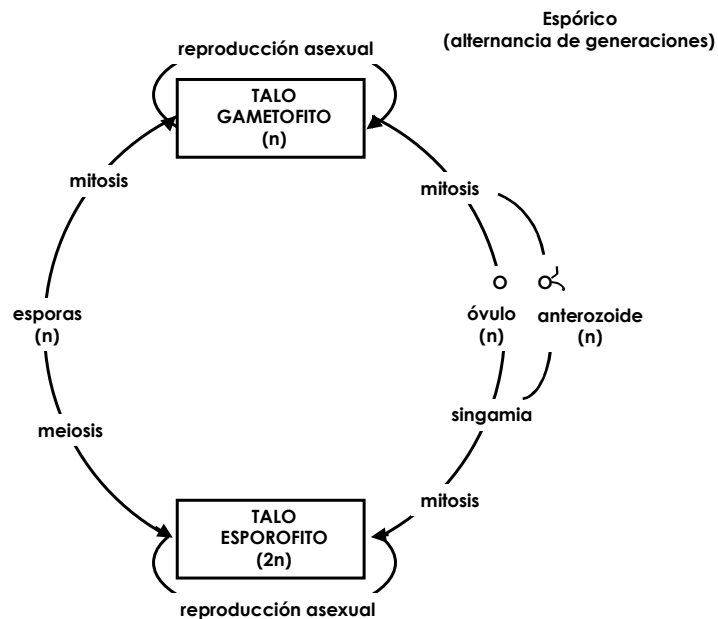 Espórico
(alternancia de generaciones)
reproducción asexual
TALO
GAMETOFITO
(n)
mitosis
mitosis
esporas
(n)
óvulo
(n)
anterozoide
(n)
meiosis
singamia
mitosis
TALO
ESPOROFITO
(2n)
reproducción asexual